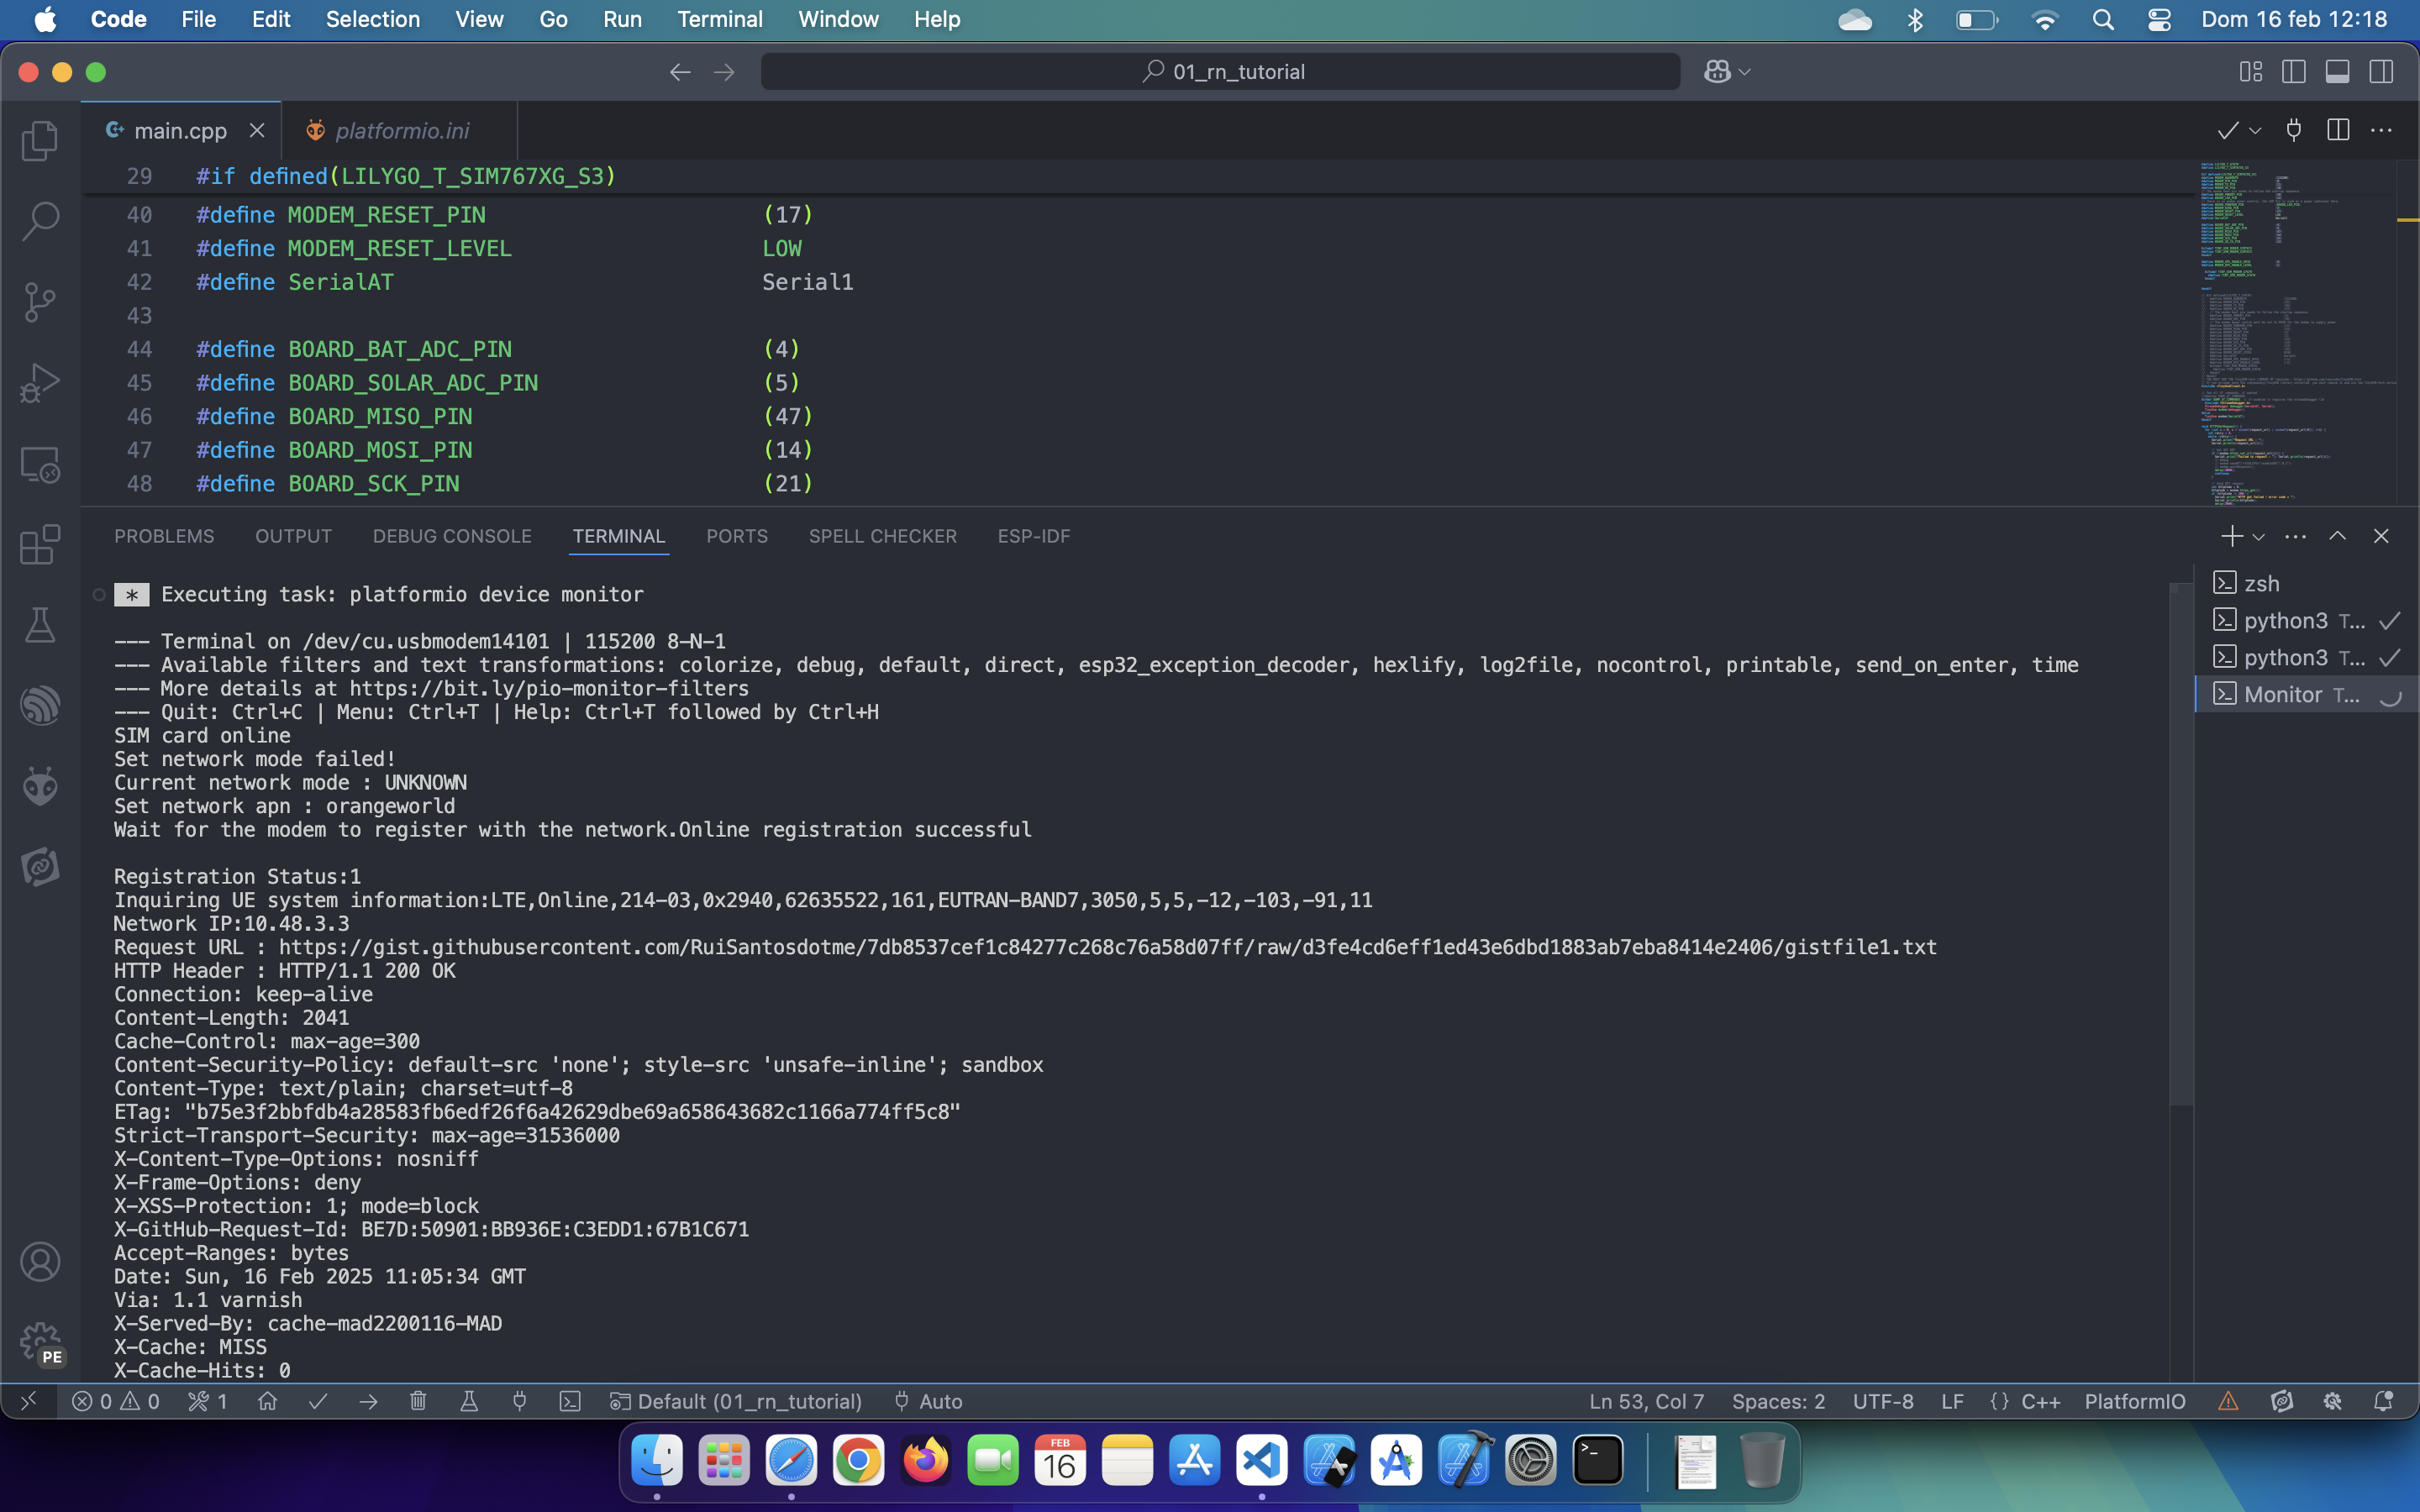 Code File Edit Selection View Go Run Terminal Window Help Dom 16 feb 12:18
01_rn_tutorial
main.cpp platformio.ini
29 #if defined(LILYGO_T_SIM767XG_S3)
40 #define MODEM_RESET_PIN (17)
41 #define MODEM_RESET_LEVEL LOW
42 #define SerialAT Serial1
43
44 #define BOARD_BAT_ADC_PIN (4)
45 #define BOARD_SOLAR_ADC_PIN (5)
46 #define BOARD_MISO_PIN (47)
47 #define BOARD_MOSI_PIN (14)
48 #define BOARD_SCK_PIN (21)
PROBLEMS OUTPUT DEBUG CONSOLE TERMINAL PORTS SPELL CHECKER ESP-IDF
* Executing task: platformio device monitor
zsh
python3 T...
python3 T...
Monitor T...
--- Terminal on /dev/cu.usbmodem14101 | 115200 8-N-1
--- Available filters and text transformations: colorize, debug, default, direct, esp32_exception_decoder, hexlify, log2file, nocontrol, printable, send_on_enter, time
--- More details at https://bit.ly/pio-monitor-filters
--- Quit: Ctrl+C | Menu: Ctrl+T | Help: Ctrl+T followed by Ctrl+H
SIM card online
Set network mode failed!
Current network mode : UNKNOWN
Set network apn : orangeworld
Wait for the modem to register with the network.Online registration successful
Registration Status:1
Inquiring UE system information:LTE,Online,214-03,0x2940,62635522,161,EUTRAN-BAND7,3050,5,5,-12,-103,-91,11
Network IP:10.48.3.3
Request URL : https://gist.githubusercontent.com/RuiSantosdotme/7db8537cef1c84277c268c76a58d07ff/raw/d3fe4cd6eff1ed43e6dbd1883ab7eba8414e2406/gistfile1.txt
HTTP Header : HTTP/1.1 200 OK
Connection: keep-alive
Content-Length: 2041
Cache-Control: max-age=300
Content-Security-Policy: default-src 'none'; style-src 'unsafe-inline'; sandbox
Content-Type: text/plain; charset=utf-8
ETag: "b75e3f2bbfdb4a28583fb6edf26f6a42629dbe69a658643682c1166a774ff5c8"
Strict-Transport-Security: max-age=31536000
X-Content-Type-Options: nosniff
X-Frame-Options: deny
X-XSS-Protection: 1; mode=block
X-GitHub-Request-Id: BE7D:50901:BB936E:C3EDD1:67B1C671
Accept-Ranges: bytes
Date: Sun, 16 Feb 2025 11:05:34 GMT
Via: 1.1 varnish
X-Served-By: cache-mad2200116-MAD
X-Cache: MISS
X-Cache-Hits: 0
PE
0 0 1 Default (01_rn_tutorial) Auto Ln 53, Col 7 Spaces: 2 UTF-8 LF {} C++ PlatformIO
FEB
16